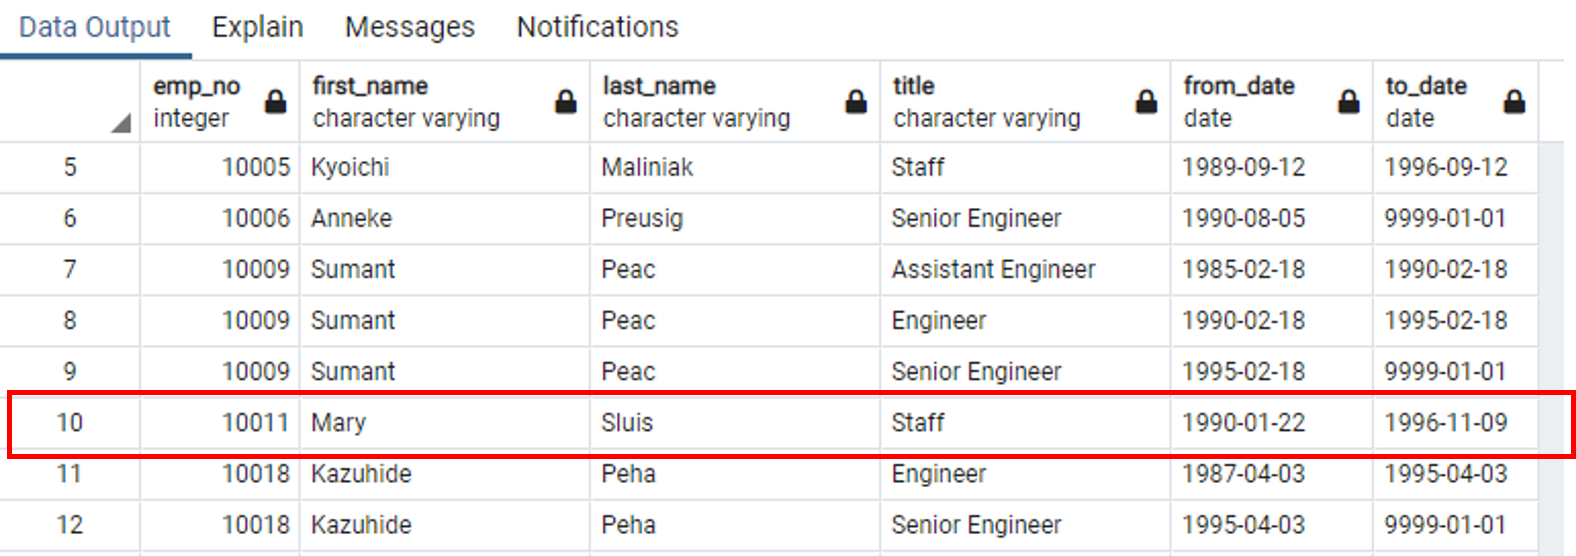 Data Output Explain Messages Notifications
emp_no first_name last_name title from_date to_date
integer character varying character varying character varying date date
5 10005 Kyoichi Maliniak Staff 1989-09-12 1996-09-12
6 10006 Anneke Preusig Senior Engineer 1990-08-05 9999-01-01
7 10009 Sumant Peac Assistant Engineer 1985-02-18 1990-02-18
8 10009 Sumant Peac Engineer 1990-02-18 1995-02-18
9 10009 Sumant Peac Senior Engineer 1995-02-18 9999-01-01
10 10011 Mary Sluis Staff 1990-01-22 1996-11-09
11 10018 Kazuhide Peha Engineer 1987-04-03 1995-04-03
12 10018 Kazuhide Peha Senior Engineer 1995-04-03 9999-01-01